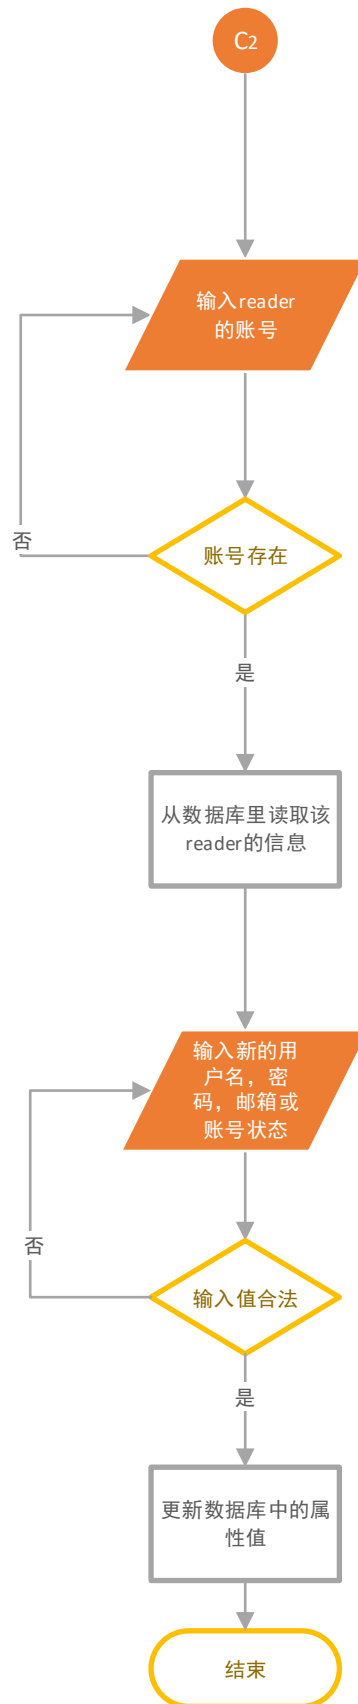 C2
输入reader
的账号
否
账号存在
是
从数据库里读取该
reader的信息
输入新的用
户名，密
码，邮箱或
账号状态
否
输入值合法
是
更新数据库中的属
性值
结束